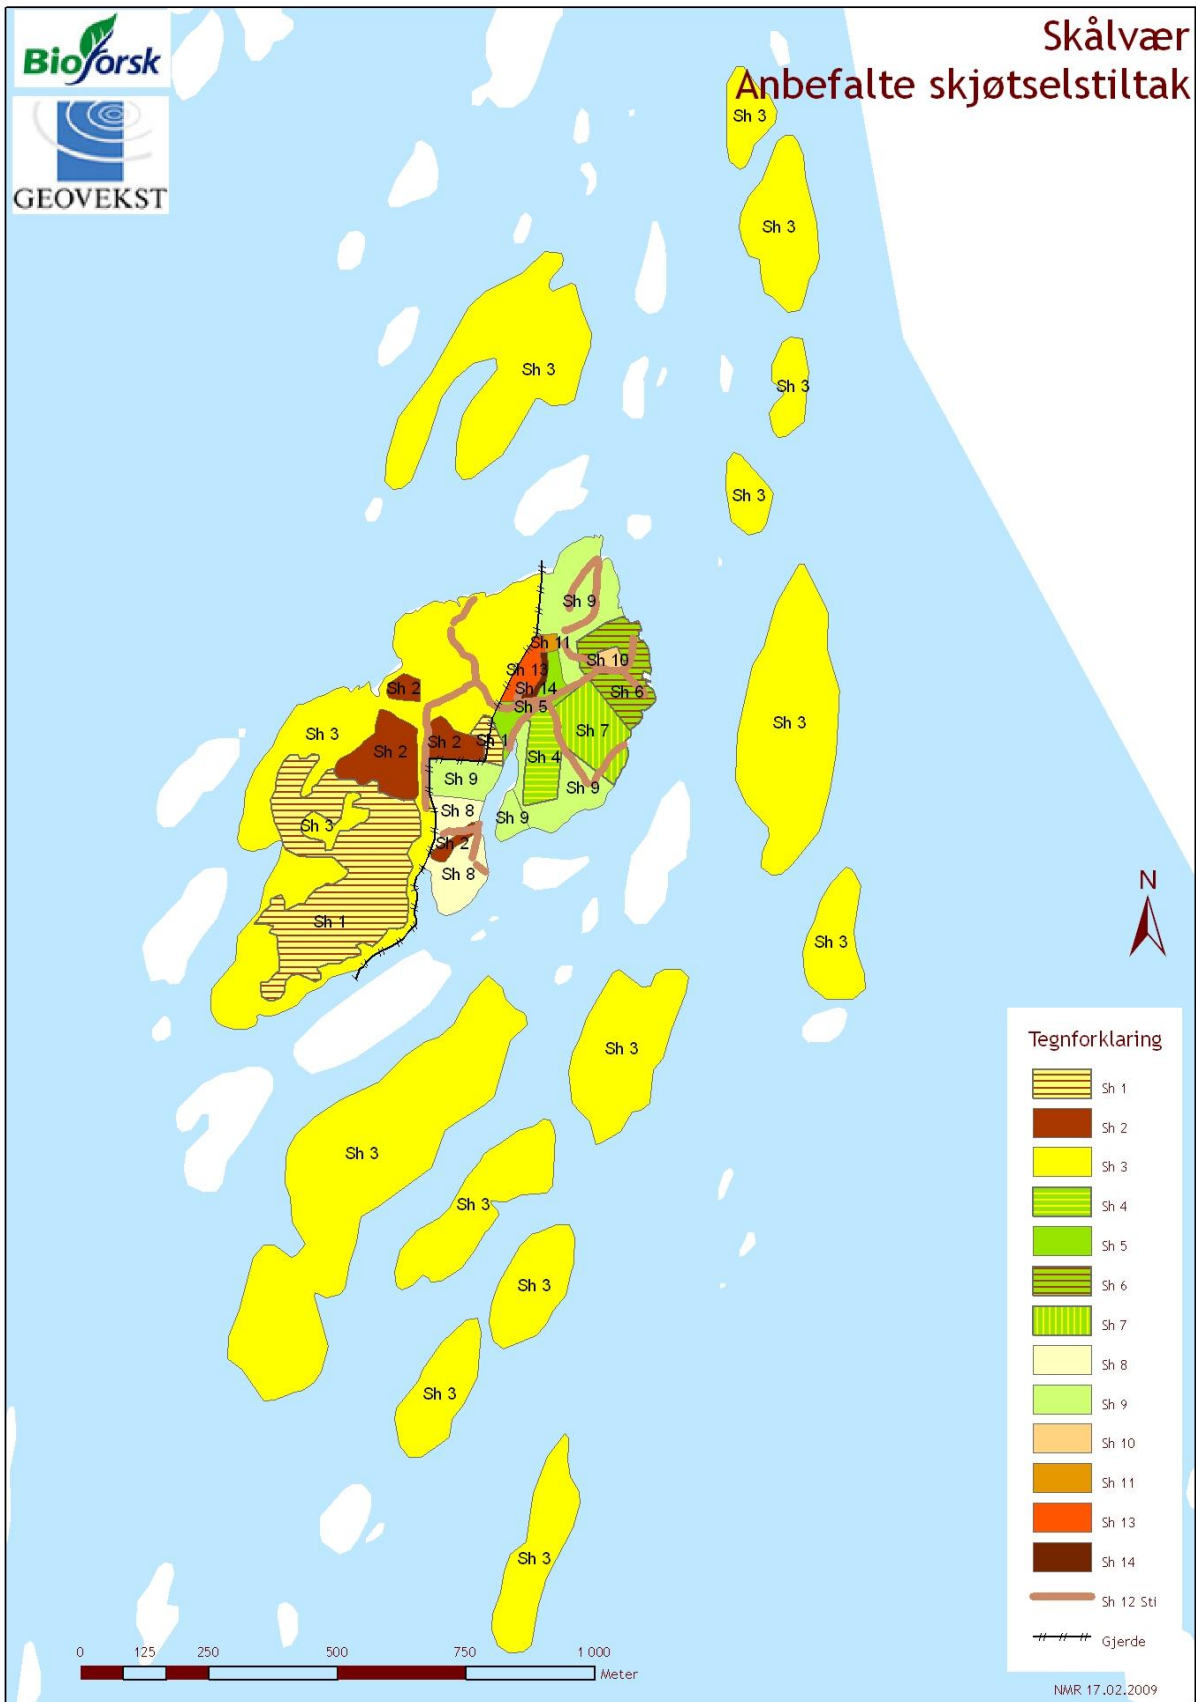 Bioforsk
GEOVEKST
Skålvær
Anbefalte skjøtselstiltak
Sh 3
Sh 3
Sh 3
Sh 3
Sh 3
Sh 9
Sh 11
Sh 10
Sh 13
Sh 2
Sh 14
Sh 6
Sh 5
Sh 3
Sh 3
Sh 7
Sh 2
Sh 1
Sh 2
Sh 4
Sh 9
Sh 9
Sh 8
Sh 9
Sh 3
Sh 2
Sh 8
Sh 1
Sh 3
N
Sh 3
Sh 3
Sh 3
Sh 3
Sh 3
Sh 3
Tegnforklaring
Sh 1
Sh 2
Sh 3
Sh 4
Sh 5
Sh 6
Sh 7
Sh 8
Sh 9
Sh 10
Sh 11
Sh 13
Sh 14
Sh 12 Sti
Gjerde
0 125 250 500 750 1 000
Meter
NMR 17.02.2009